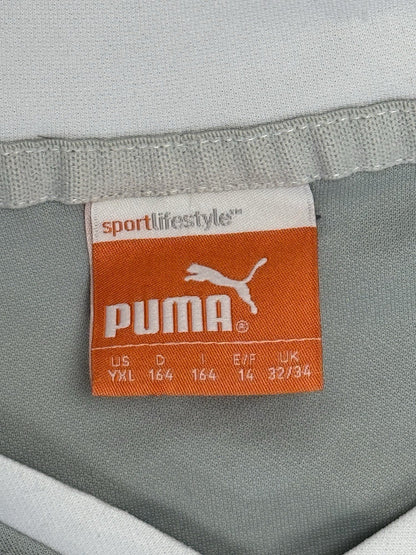 sportlifestyle™
PUMA®
US D I E/F UK
YXL 164 164 14 32/34